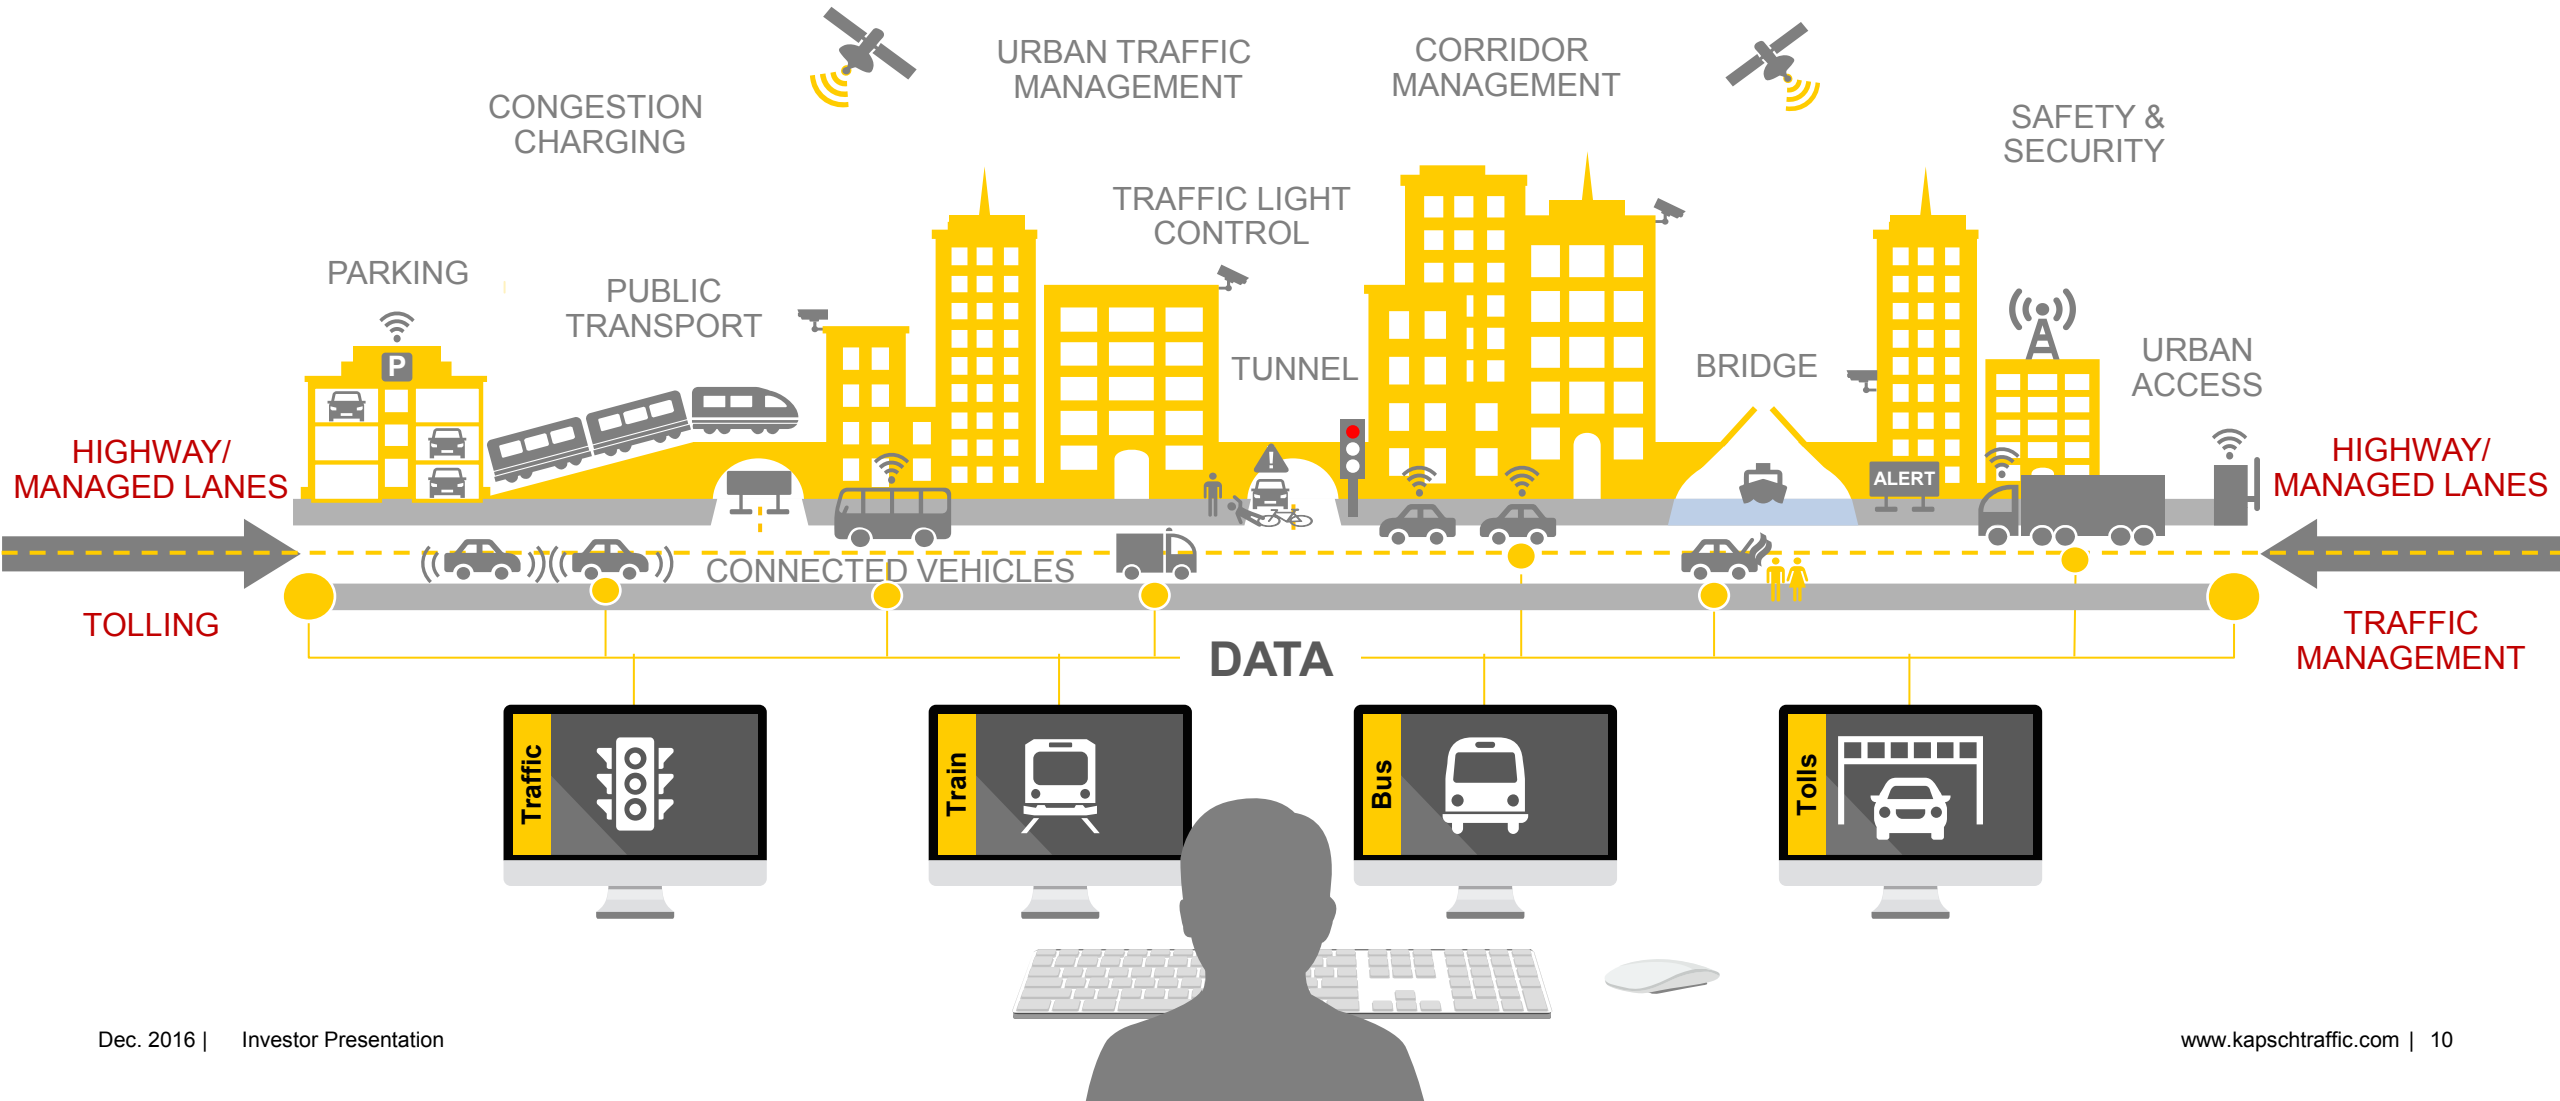 URBAN TRAFFIC
MANAGEMENT
CORRIDOR
MANAGEMENT
CONGESTION
CHARGING
SAFETY &
SECURITY
TRAFFIC LIGHT
CONTROL
PARKING
PUBLIC
TRANSPORT
TUNNEL
BRIDGE
URBAN
ACCESS
P
HIGHWAY/
MANAGED LANES
ALERT
HIGHWAY/
MANAGED LANES
CONNECTED VEHICLES
TOLLING
TRAFFIC
MANAGEMENT
DATA
Traffic
Train
Bus
Tolls
Dec. 2016 | Investor Presentation
www.kapschtraffic.com | 10